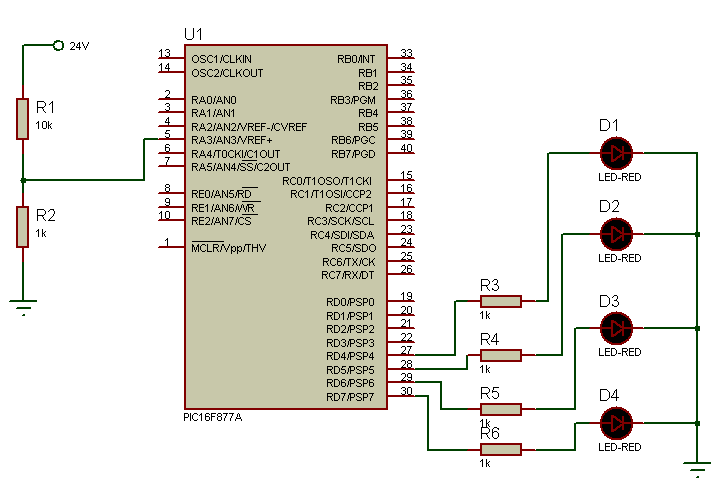 U1
24V
R1
10k
R2
1k
13 OSC1/CLKIN
14 OSC2/CLKOUT
2 RA0/AN0
3 RA1/AN1
4 RA2/AN2/VREF-/CVREF
5 RA3/AN3/VREF+
6 RA4/T0CKI/C1OUT
7 RA5/AN4/SS/C2OUT
8 RE0/AN5/RD
9 RE1/AN6/WR
10 RE2/AN7/CS
1 MCLR/Vpp/THV
RB0/INT 33
RB1 34
RB2 35
RB3/PGM 36
RB4 37
RB5 38
RB6/PGC 39
RB7/PGD 40
RC0/T1OSO/T1CKI 15
RC1/T1OSI/CCP2 16
RC2/CCP1 17
RC3/SCK/SCL 18
RC4/SDI/SDA 23
RC5/SDO 24
RC6/TX/CK 25
RC7/RX/DT 26
RD0/PSP0 19
RD1/PSP1 20
RD2/PSP2 21
RD3/PSP3 22
RD4/PSP4 27
RD5/PSP5 28
RD6/PSP6 29
RD7/PSP7 30
PIC16F877A
R3
1k
R4
1k
R5
1k
R6
1k
D1
LED-RED
D2
LED-RED
D3
LED-RED
D4
LED-RED